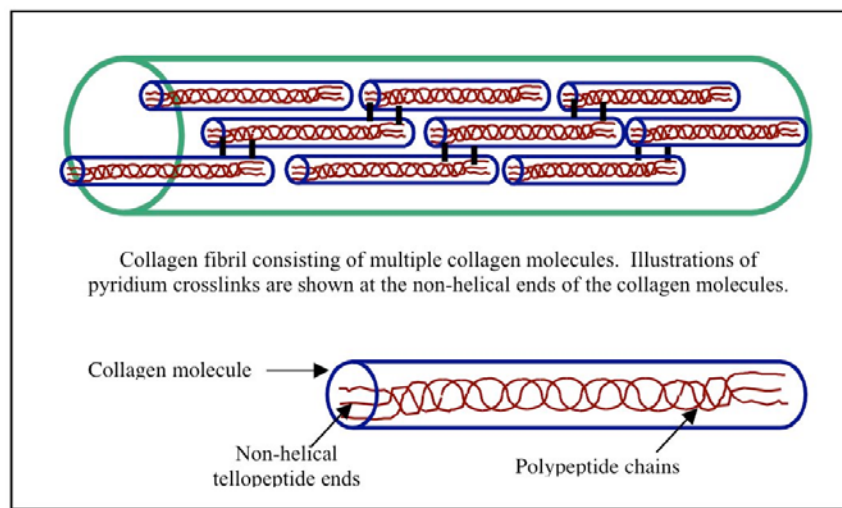 Collagen fibril consisting of multiple collagen molecules.  Illustrations of
pyridium crosslinks are shown at the non-helical ends of the collagen molecules.
Collagen molecule
Non-helical
tellopeptide ends
Polypeptide chains